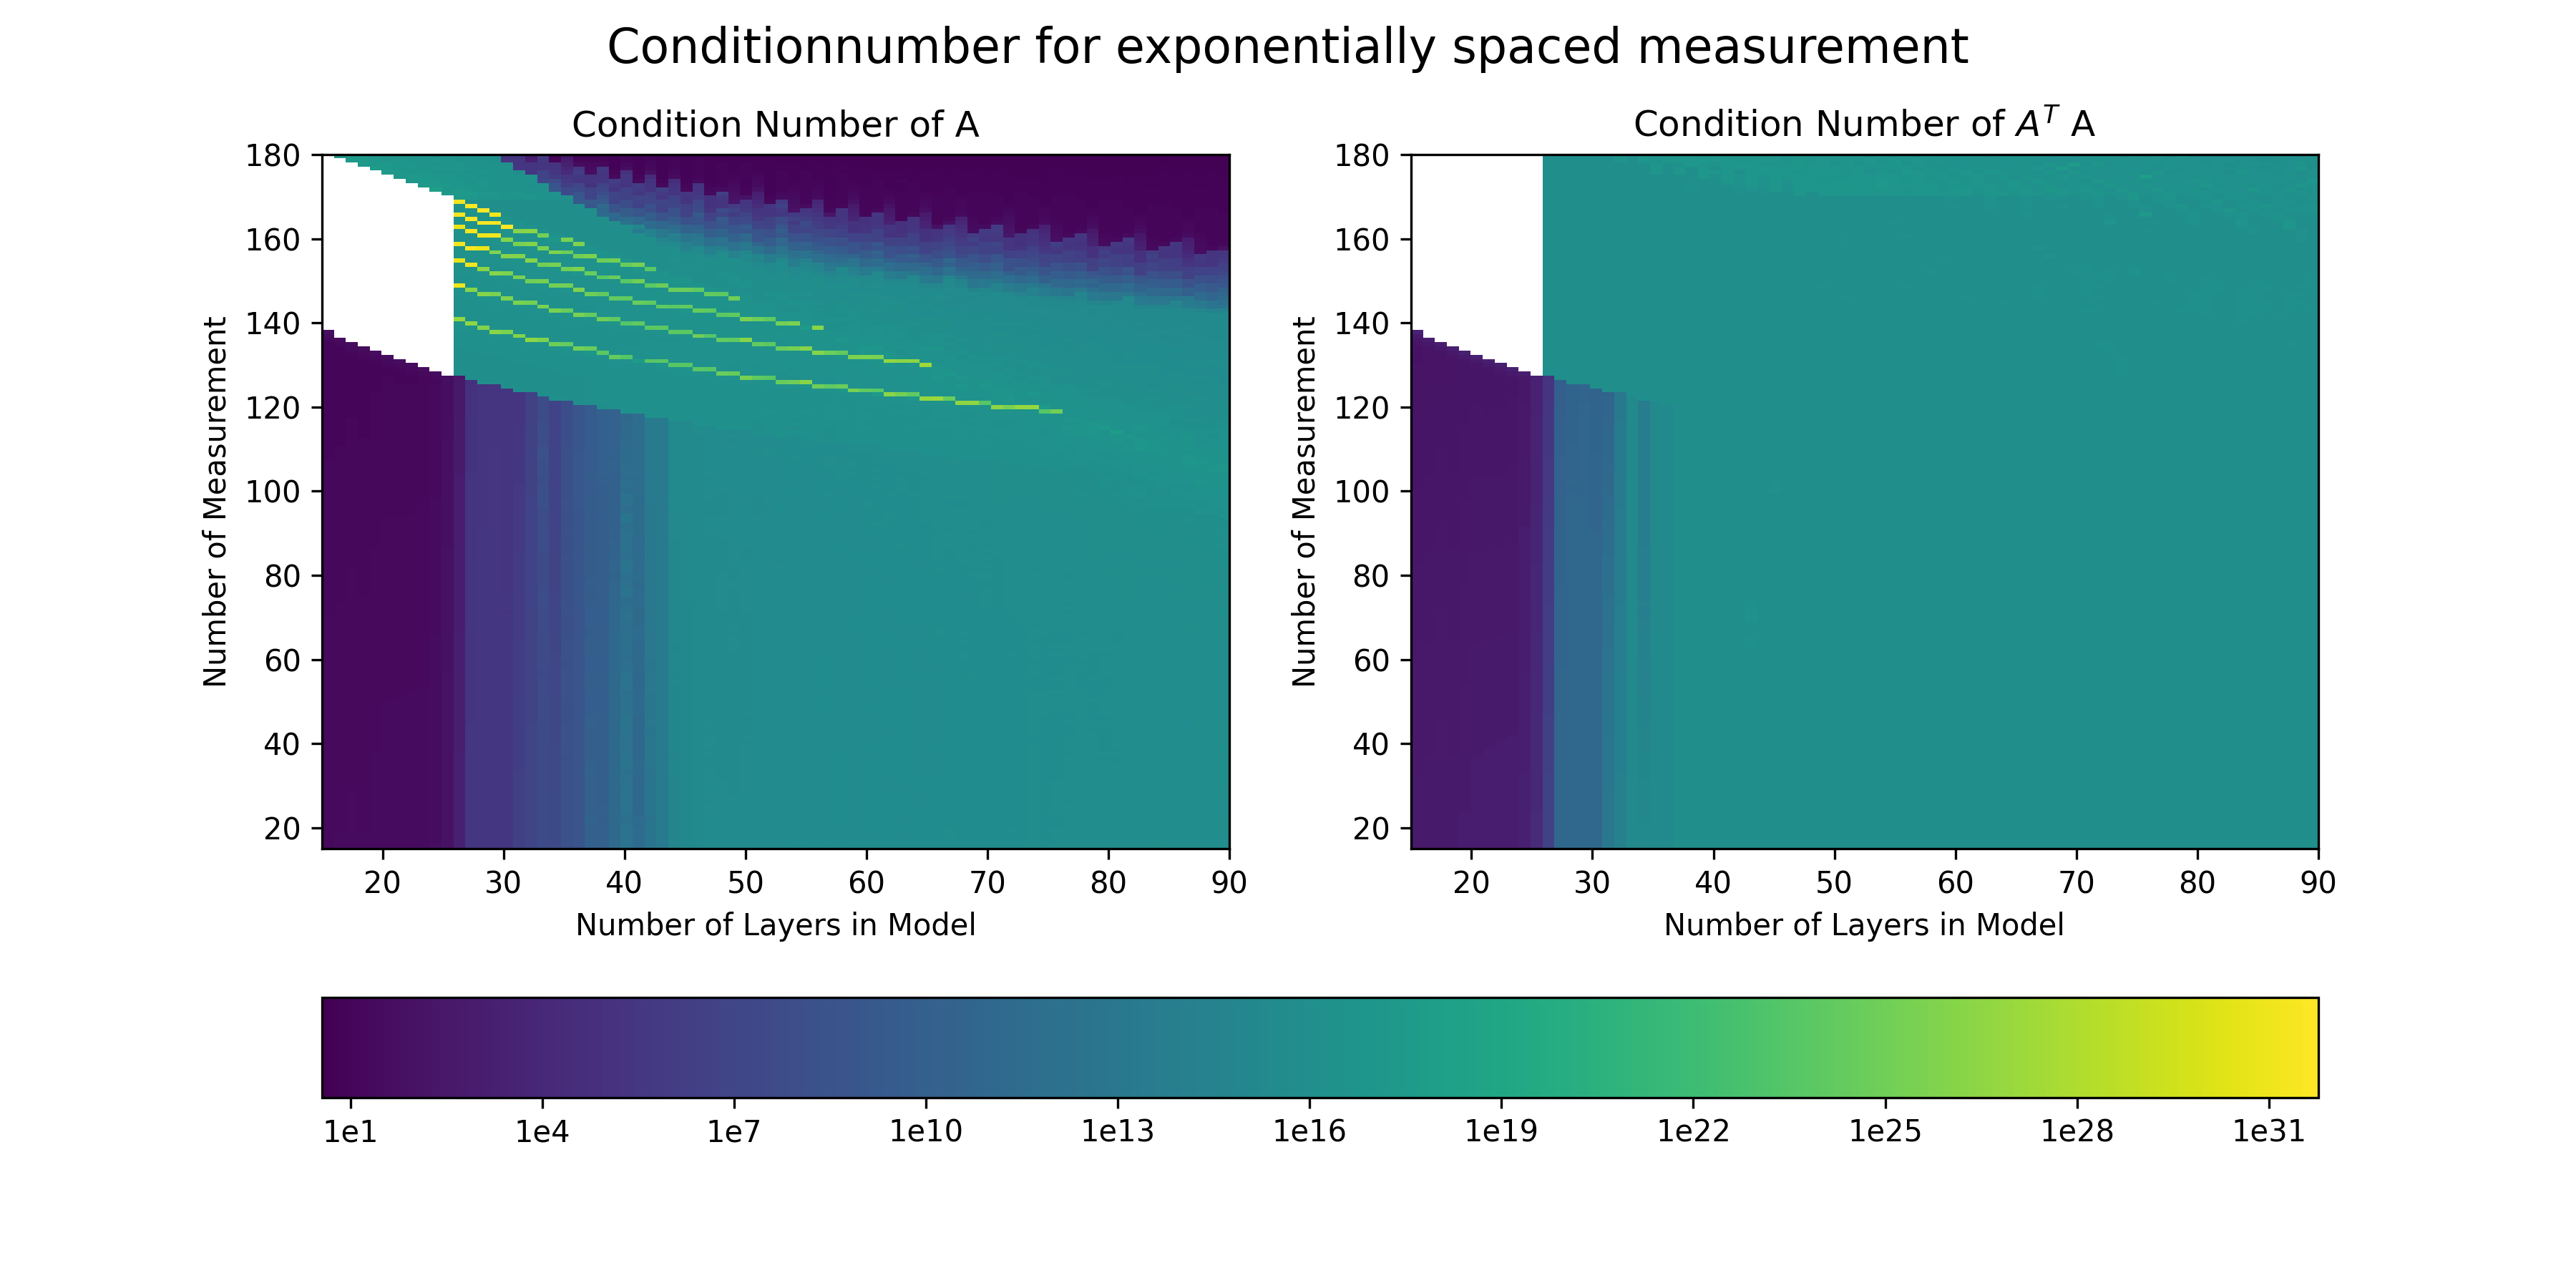 Conditionnumber for exponentially spaced measurement
Condition Number of A
Condition Number of A^T A
180
160
140
120
100
80
60
40
20
Number of Measurement
20 30 40 50 60 70 80 90
Number of Layers in Model
180
160
140
120
100
80
60
40
20
Number of Measurement
20 30 40 50 60 70 80 90
Number of Layers in Model
1e1 1e4 1e7 1e10 1e13 1e16 1e19 1e22 1e25 1e28 1e31